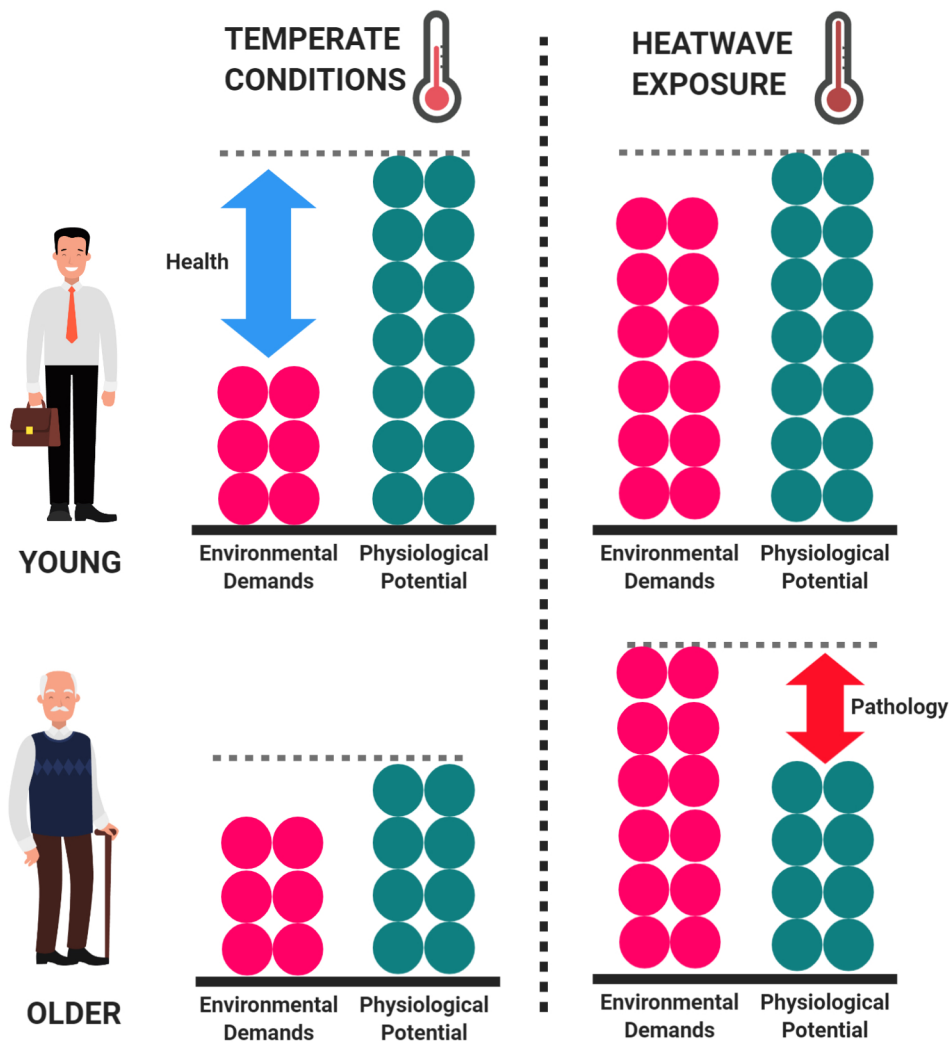 TEMPERATE
CONDITIONS
HEATWAVE
EXPOSURE
Health
Environmental
Demands
Physiological
Potential
Environmental
Demands
Physiological
Potential
YOUNG
Pathology
Environmental
Demands
Physiological
Potential
Environmental
Demands
Physiological
Potential
OLDER